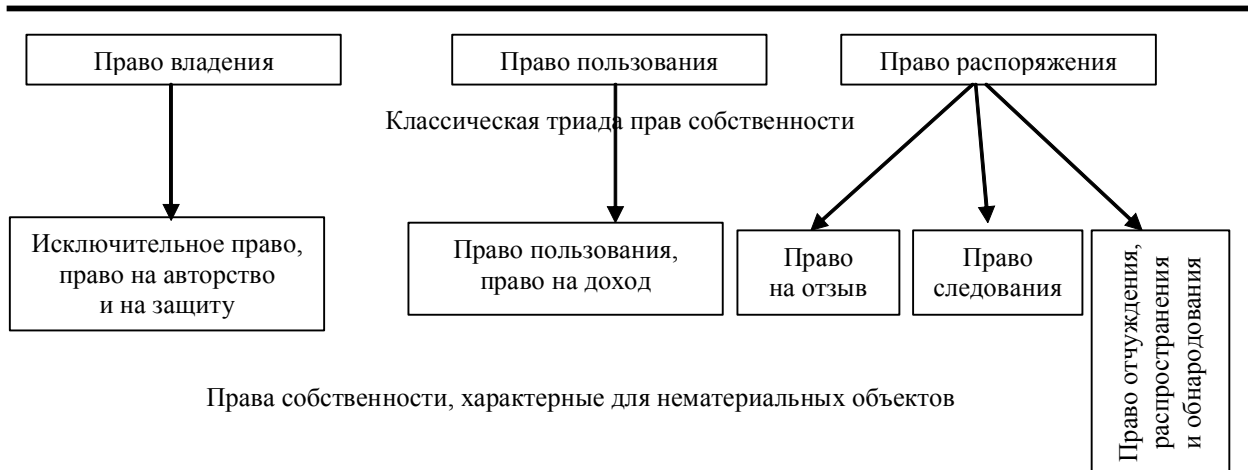 Право владения
Право пользования
Право распоряжения
Классическая триада прав собственности
Исключительное право,
право на авторство
и на защиту
Право пользования,
право на доход
Право
на отзыв
Право
следования
Право отчуждения,
распространения
и обнародования
Права собственности, характерные для нематериальных объектов